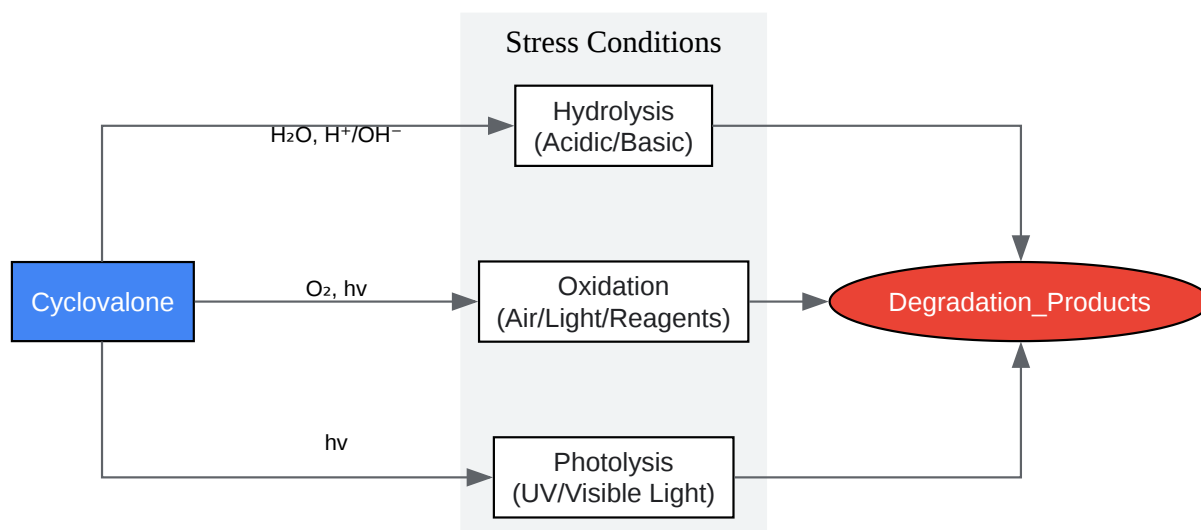 Stress Conditions
Hydrolysis
(Acidic/Basic)
H₂O, H⁺/OH⁻
Cyclovalone
O₂, hv
Oxidation
(Air/Light/Reagents)
Degradation_Products
hv
Photolysis
(UV/Visible Light)